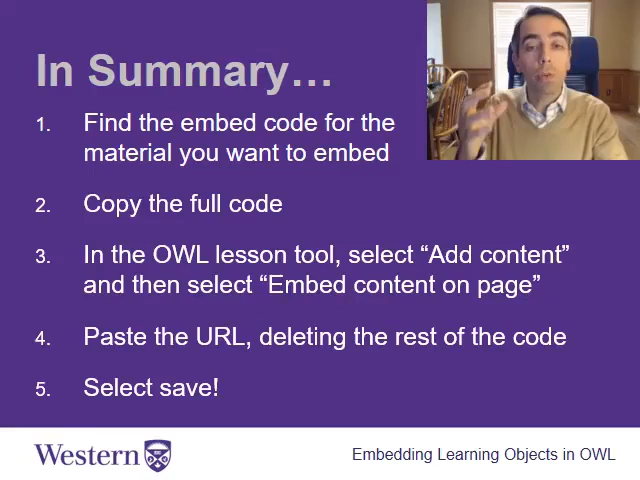 In Summary…
1. Find the embed code for the
material you want to embed
2. Copy the full code
3. In the OWL lesson tool, select “Add content”
and then select “Embed content on page”
4. Paste the URL, deleting the rest of the code
5. Select save!
Western
Embedding Learning Objects in OWL